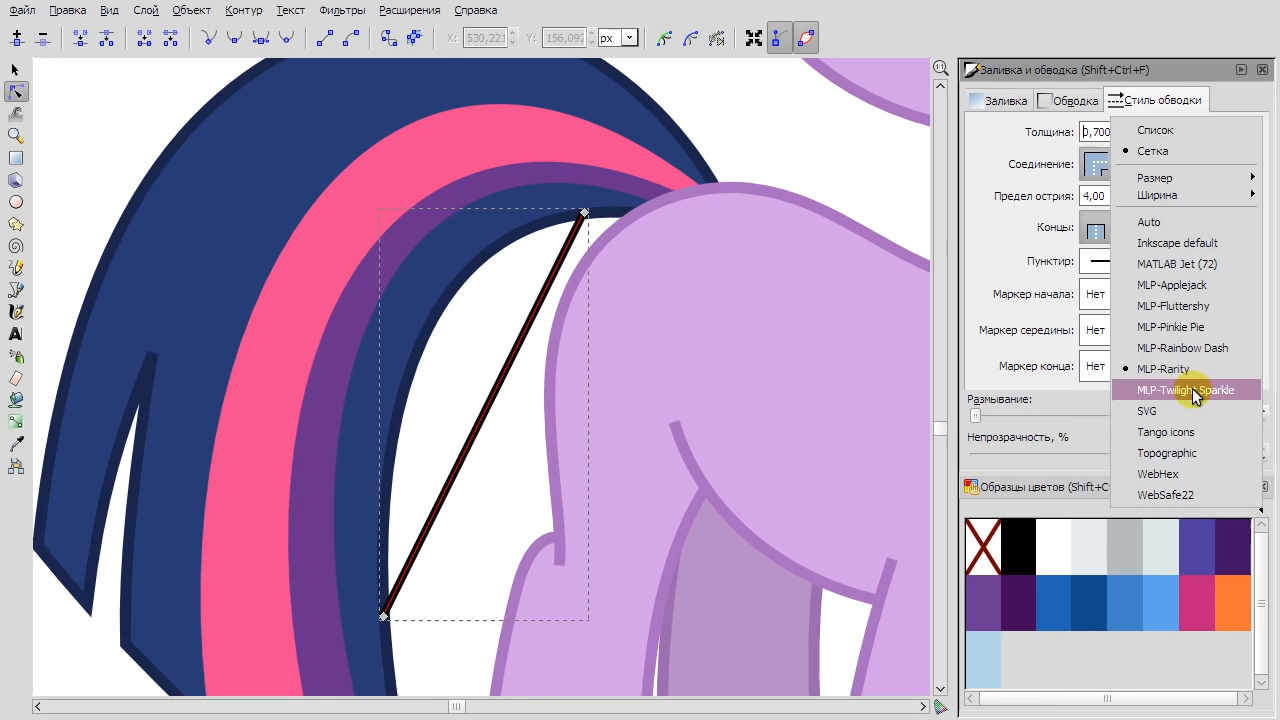 Файл Правка Вид Слой Объект Контур Текст Фильтры Расширения Справка
X: 530,221 Y: 156,092 px
1:1
Заливка и обводка (Shift+Ctrl+F)
Заливка Обводка Стиль обводки
Толщина: 0,700
Соединение:
Предел острия: 4,00
Концы:
Пунктир:
Маркер начала: Нет
Маркер середины: Нет
Маркер конца: Нет
Размывание:
Непрозрачность, %
Образцы цветов (Shift+Ct
Список
Сетка
Размер
Ширина
Auto
Inkscape default
MATLAB Jet (72)
MLP-Applejack
MLP-Fluttershy
MLP-Pinkie Pie
MLP-Rainbow Dash
MLP-Rarity
MLP-Twilight Sparkle
SVG
Tango icons
Topographic
WebHex
WebSafe22
A